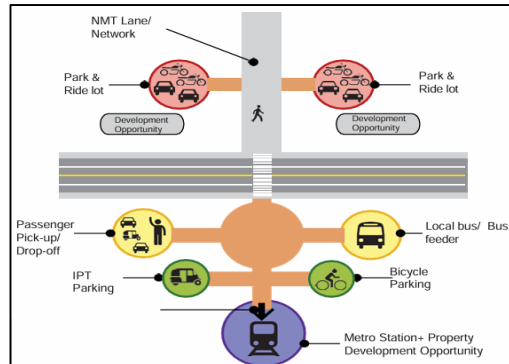 NMT Lane/
Network
Park &
Ride lot
Park &
Ride lot
Development
Opportunity
Development
Opportunity
Passenger
Pick-up/
Drop-off
Local bus/ Bus
feeder
IPT
Parking
Bicycle
Parking
Metro Station+ Property
Development Opportunity